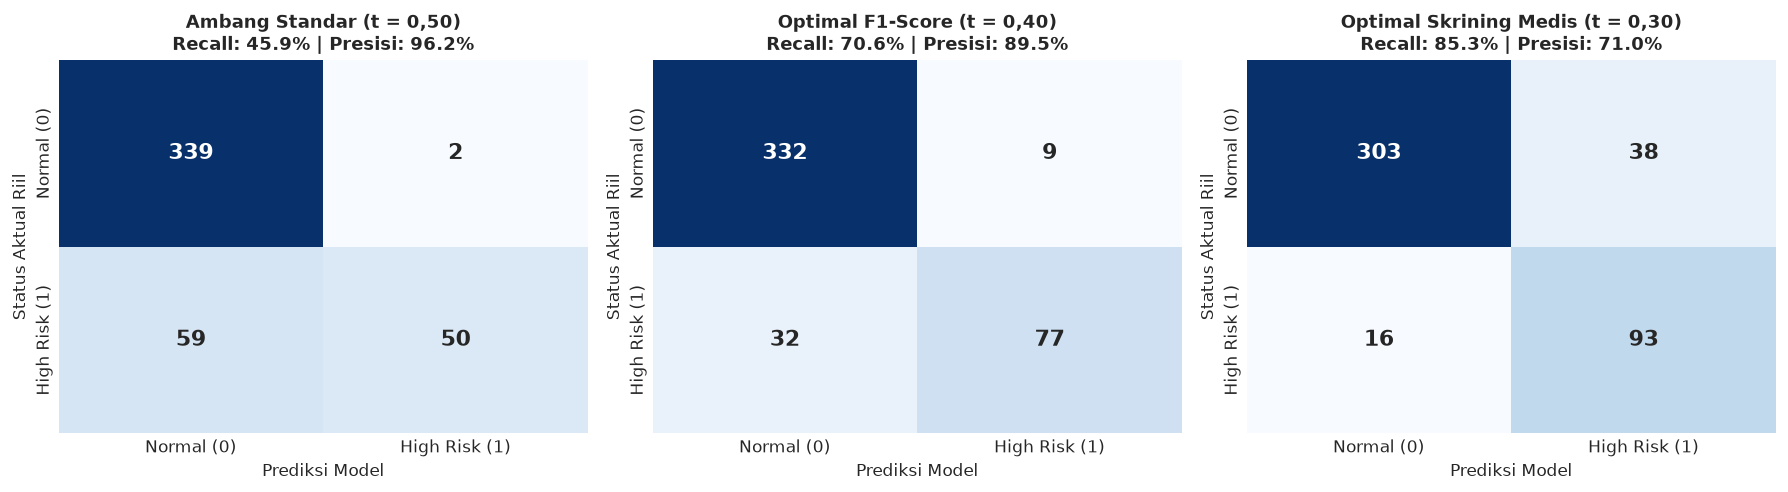 Ambang Standar (t = 0,50)
Recall: 45.9% | Presisi: 96.2%
Status Aktual Riil
Normal (0)
High Risk (1)
339
2
59
50
Normal (0)
High Risk (1)
Prediksi Model
Optimal F1-Score (t = 0,40)
Recall: 70.6% | Presisi: 89.5%
Status Aktual Riil
Normal (0)
High Risk (1)
332
9
32
77
Normal (0)
High Risk (1)
Prediksi Model
Optimal Skrining Medis (t = 0,30)
Recall: 85.3% | Presisi: 71.0%
Status Aktual Riil
Normal (0)
High Risk (1)
303
38
16
93
Normal (0)
High Risk (1)
Prediksi Model